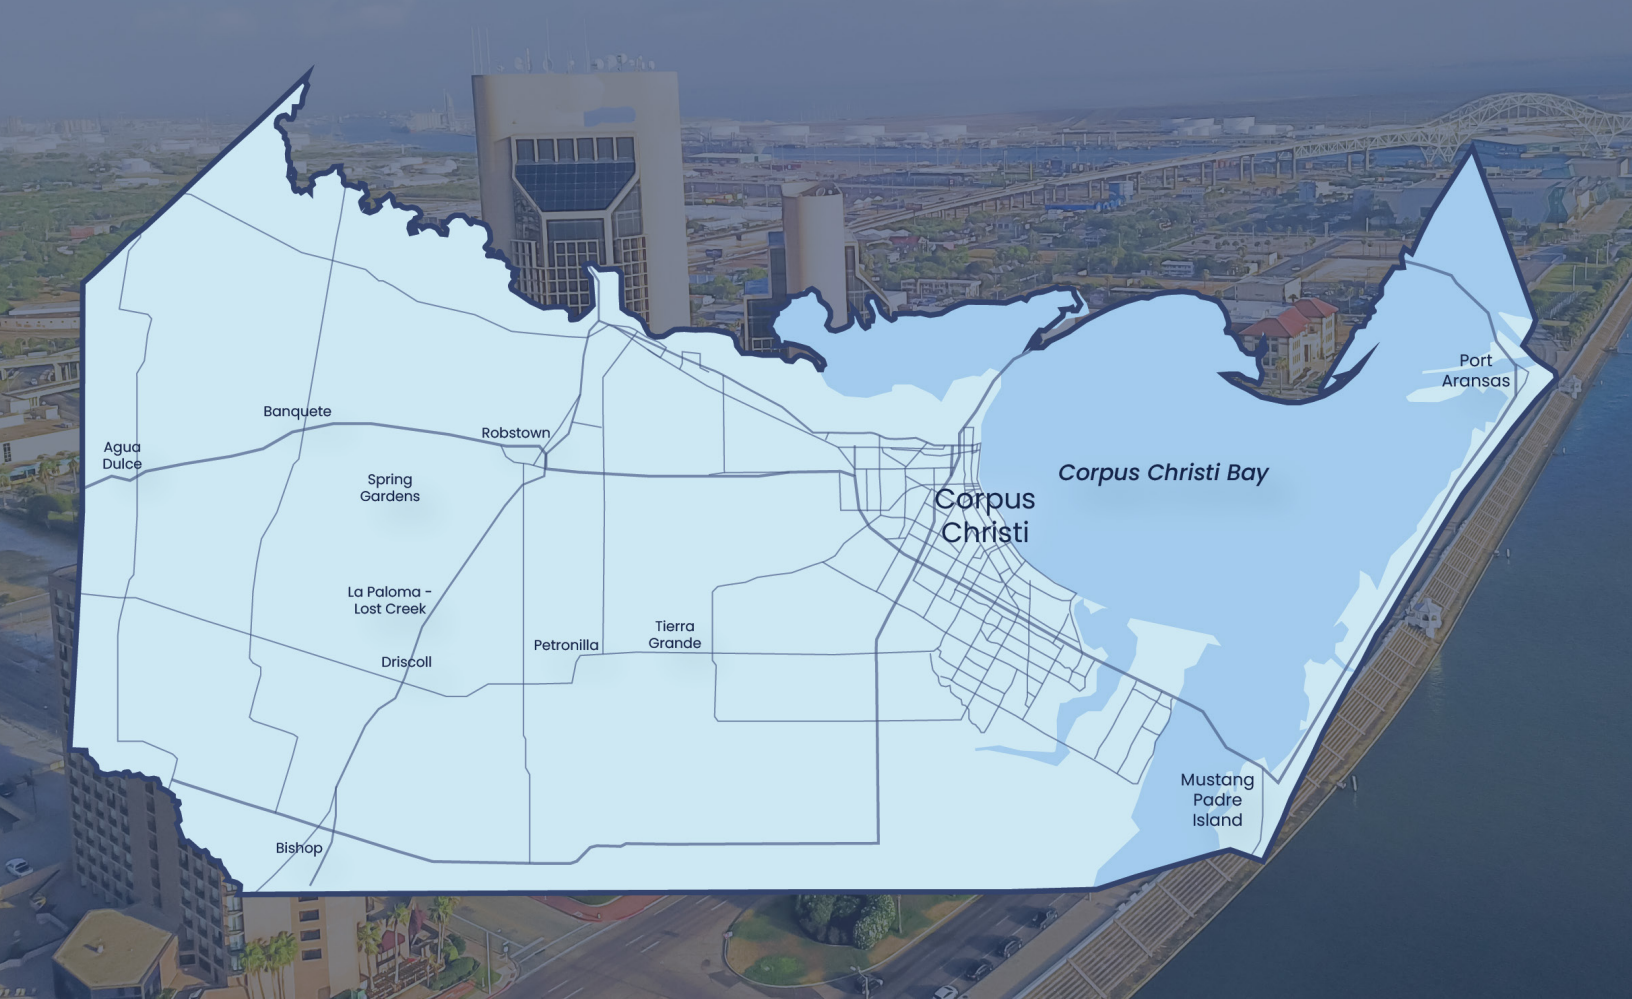 Port
Aransas
Banquete
Robstown
Agua
Dulce
Corpus Christi Bay
Spring
Gardens
Corpus
Christi
La Paloma -
Lost Creek
Tierra
Grande
Petronilla
Driscoll
Mustang
Padre
Island
Bishop